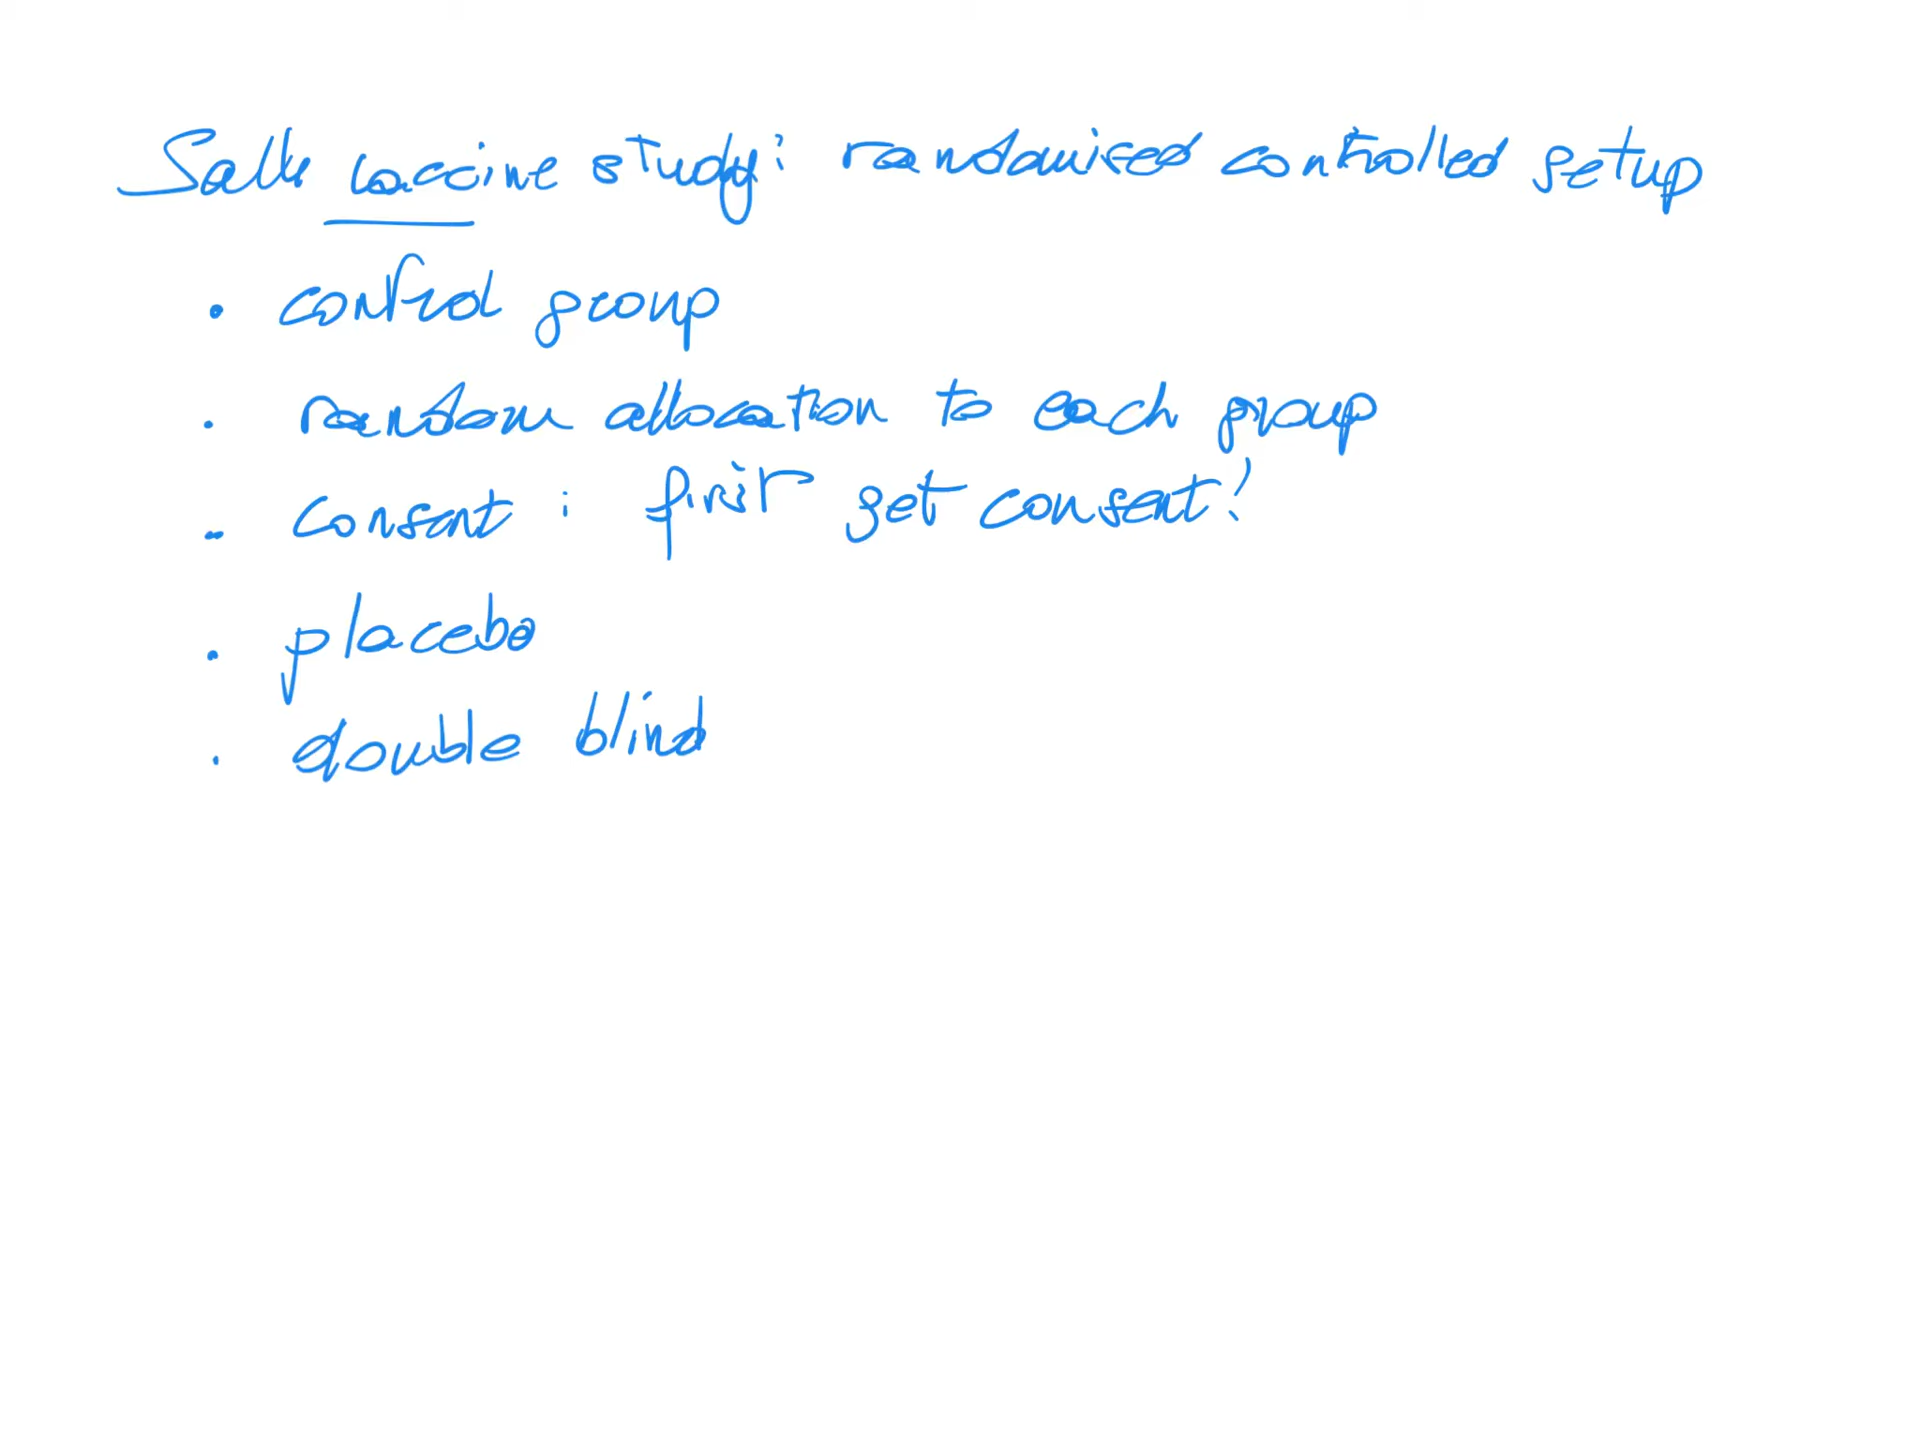 Salk vaccine study: randomised controlled setup
• control group
• random allocation to each group
• consent : first get consent!
• placebo
• double blind